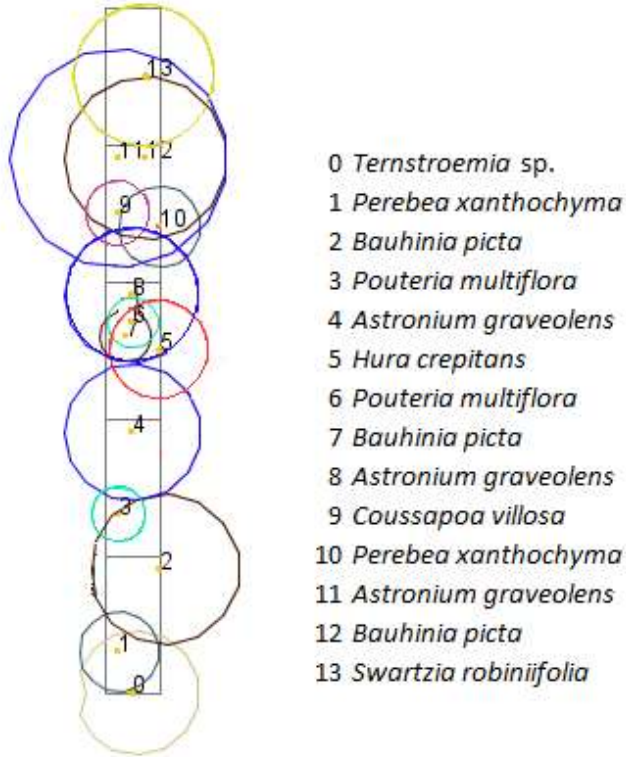 13
11 12
9
10
8
6
7
5
4
3
2
1
0
0 Ternstroemia sp.
1 Perebea xanthochyma
2 Bauhinia picta
3 Pouteria multiflora
4 Astronium graveolens
5 Hura crepitans
6 Pouteria multiflora
7 Bauhinia picta
8 Astronium graveolens
9 Coussapoa villosa
10 Perebea xanthochyma
11 Astronium graveolens
12 Bauhinia picta
13 Swartzia robiniifolia